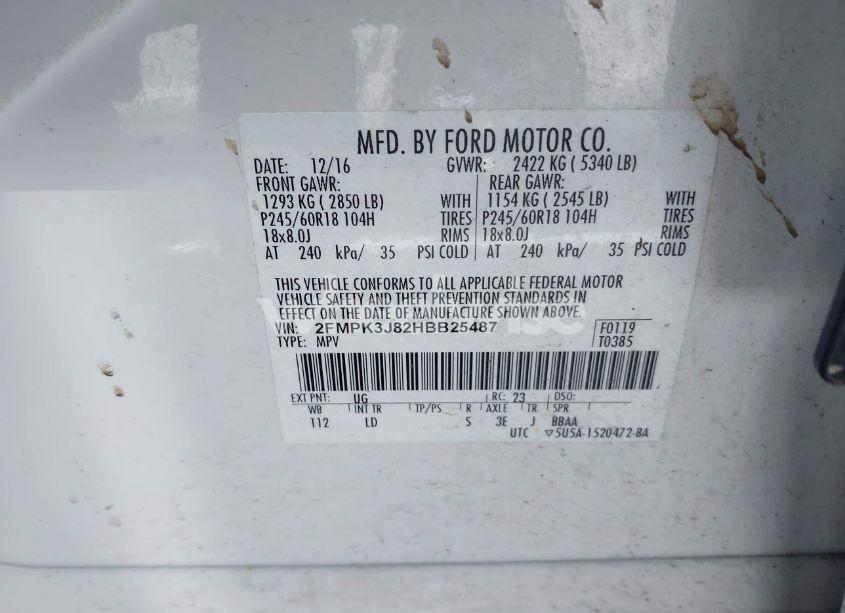 MFD. BY FORD MOTOR CO.
DATE: 12/16 GVWR: 2422 KG ( 5340 LB)
FRONT GAWR: REAR GAWR:
1293 KG ( 2850 LB) WITH 1154 KG ( 2545 LB) WITH
P245/60R18 104H TIRES P245/60R18 104H TIRES
18x8.0J RIMS 18x8.0J RIMS
AT 240 kPa/ 35 PSI COLD AT 240 kPa/ 35 PSI COLD
THIS VEHICLE CONFORMS TO ALL APPLICABLE FEDERAL MOTOR
VEHICLE SAFETY AND THEFT PREVENTION STANDARDS IN
EFFECT ON THE DATE OF MANUFACTURE SHOWN ABOVE.
VIN: 2FMPK3J82HBB25487 F0119
TYPE: MPV T0385
EXT PNT: UG RC: 23 DSO:
WB INT TR TP/PS R AXLE TR SPR
112 LD S 3E J BBAA
UTC ▽5U5A-1520472-BA